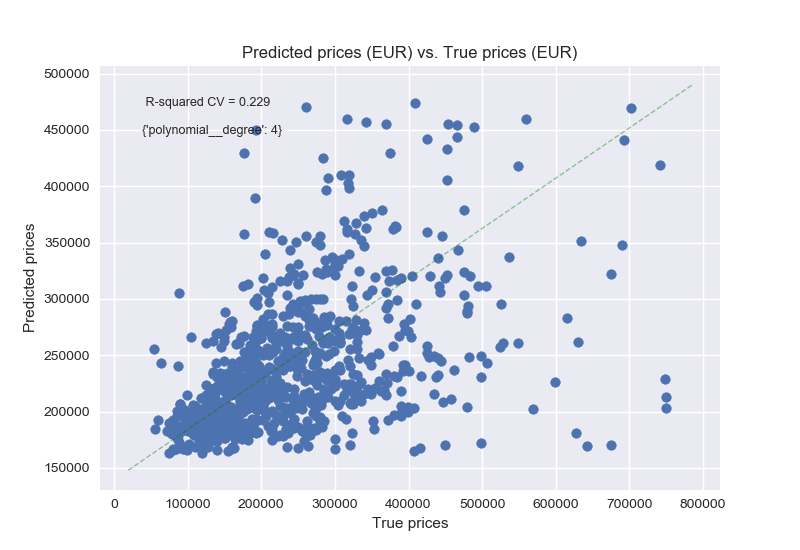 Predicted prices (EUR) vs. True prices (EUR)
500000
R-squared CV = 0.229
450000
{'polynomial__degree': 4}
400000
350000
300000
250000
200000
150000
Predicted prices
0 100000 200000 300000 400000 500000 600000 700000 800000
True prices